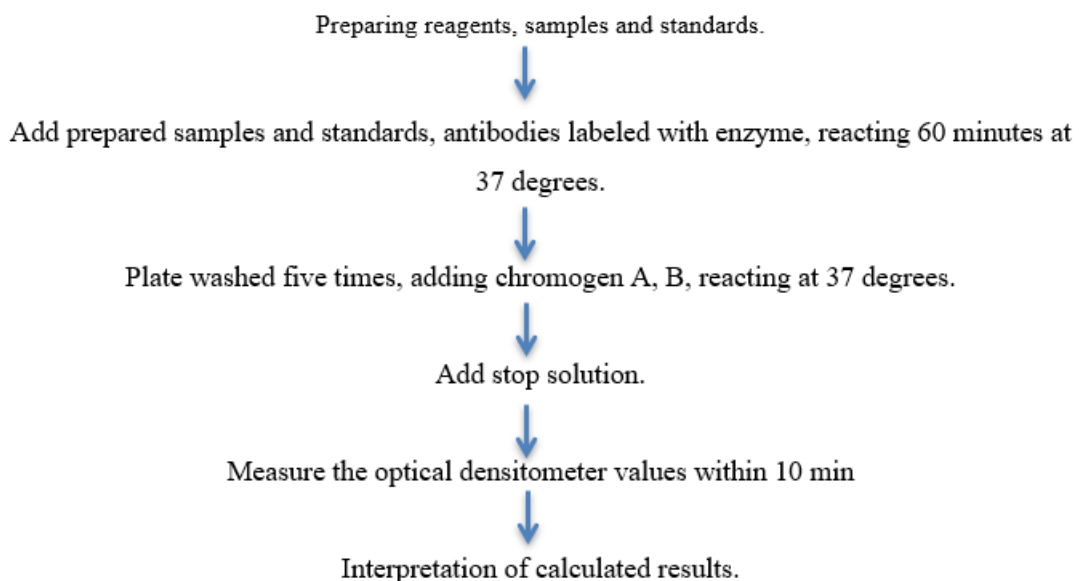 Preparing reagents, samples and standards.
Add prepared samples and standards, antibodies labeled with enzyme, reacting 60 minutes at
37 degrees.
Plate washed five times, adding chromogen A, B, reacting at 37 degrees.
Add stop solution.
Measure the optical densitometer values within 10 min
Interpretation of calculated results.